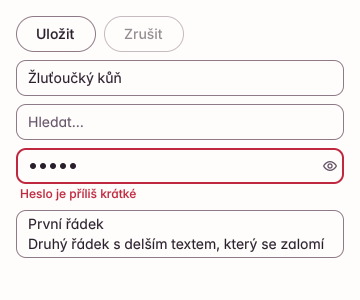 Uložit
Zrušit
Žluťoučký kůň
Hledat...
●●●●●
Heslo je příliš krátké
První řádek
Druhý řádek s delším textem, který se zalomí